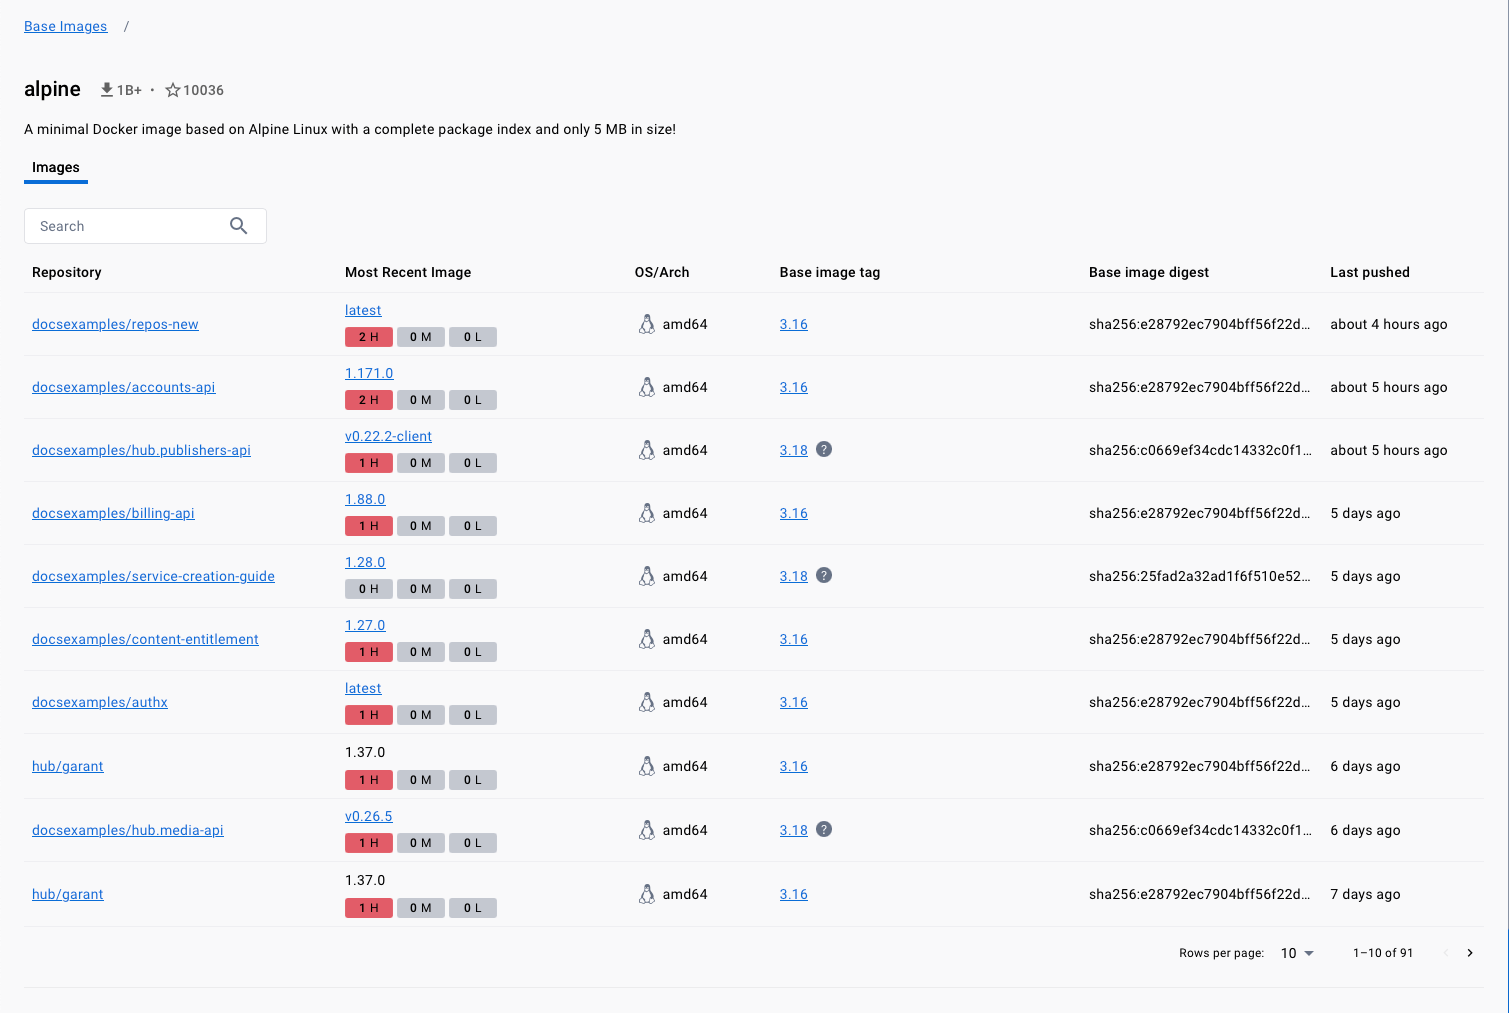 Base Images /
alpine 1B+ • 10036
A minimal Docker image based on Alpine Linux with a complete package index and only 5 MB in size!
Images
Search
Repository Most Recent Image OS/Arch Base image tag Base image digest Last pushed
latest
docsexamples/repos-new amd64 3.16 sha256:e28792ec7904bff56f22d... about 4 hours ago
2 H 0 M 0 L
1.171.0
docsexamples/accounts-api amd64 3.16 sha256:e28792ec7904bff56f22d... about 5 hours ago
2 H 0 M 0 L
v0.22.2-client
docsexamples/hub.publishers-api amd64 3.18 ? sha256:c0669ef34cdc14332c0f1... about 5 hours ago
1 H 0 M 0 L
1.88.0
docsexamples/billing-api amd64 3.16 sha256:e28792ec7904bff56f22d... 5 days ago
1 H 0 M 0 L
1.28.0
docsexamples/service-creation-guide amd64 3.18 ? sha256:25fad2a32ad1f6f510e52... 5 days ago
0 H 0 M 0 L
1.27.0
docsexamples/content-entitlement amd64 3.16 sha256:e28792ec7904bff56f22d... 5 days ago
1 H 0 M 0 L
latest
docsexamples/authx amd64 3.16 sha256:e28792ec7904bff56f22d... 5 days ago
1 H 0 M 0 L
1.37.0
hub/garant amd64 3.16 sha256:e28792ec7904bff56f22d... 6 days ago
1 H 0 M 0 L
v0.26.5
docsexamples/hub.media-api amd64 3.18 ? sha256:c0669ef34cdc14332c0f1... 6 days ago
1 H 0 M 0 L
1.37.0
hub/garant amd64 3.16 sha256:e28792ec7904bff56f22d... 7 days ago
1 H 0 M 0 L
Rows per page: 10 1–10 of 91